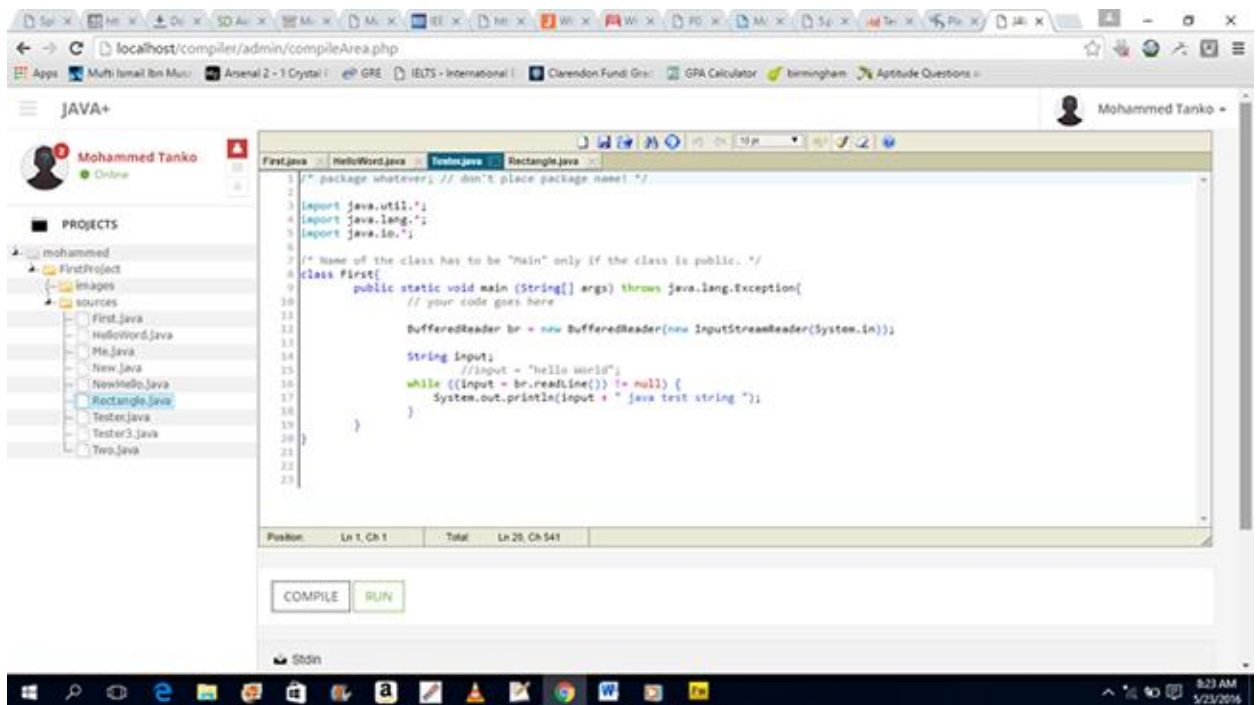 localhost/compiler/admin/compileArea.php
Apps Mufti Ismail Ibn Mus Arsenal 2 - 1 Crystal GRE IELTS - International Clarendon Fund: Gra GPA Calculator birmingham Aptitude Questions
JAVA+
Mohammed Tanko
2
Mohammed Tanko
Online
PROJECTS
mohammed
FirstProject
images
sources
First.java
HelloWord.java
Me.java
New.java
NewHello.java
Rectangle.java
Tester.java
Tester3.java
Two.java
10 pt
First.java HelloWord.java Tester.java Rectangle.java
1 /* package whatever; // don't place package name! */
2
3 import java.util.*;
4 import java.lang.*;
5 import java.io.*;
6
7 /* Name of the class has to be "Main" only if the class is public. */
8 class First{
9 public static void main (String[] args) throws java.lang.Exception{
10 // your code goes here
11
12 BufferedReader br = new BufferedReader(new InputStreamReader(System.in));
13
14 String input;
15 //input = "hello World";
16 while ((input = br.readLine()) != null) {
17 System.out.println(input + " java test string ");
18 }
19 }
20 }
21
22
23
Position: Ln 1, Ch 1 Total: Ln 20, Ch 541
COMPILE RUN
Stdin
8:23 AM
5/23/2016